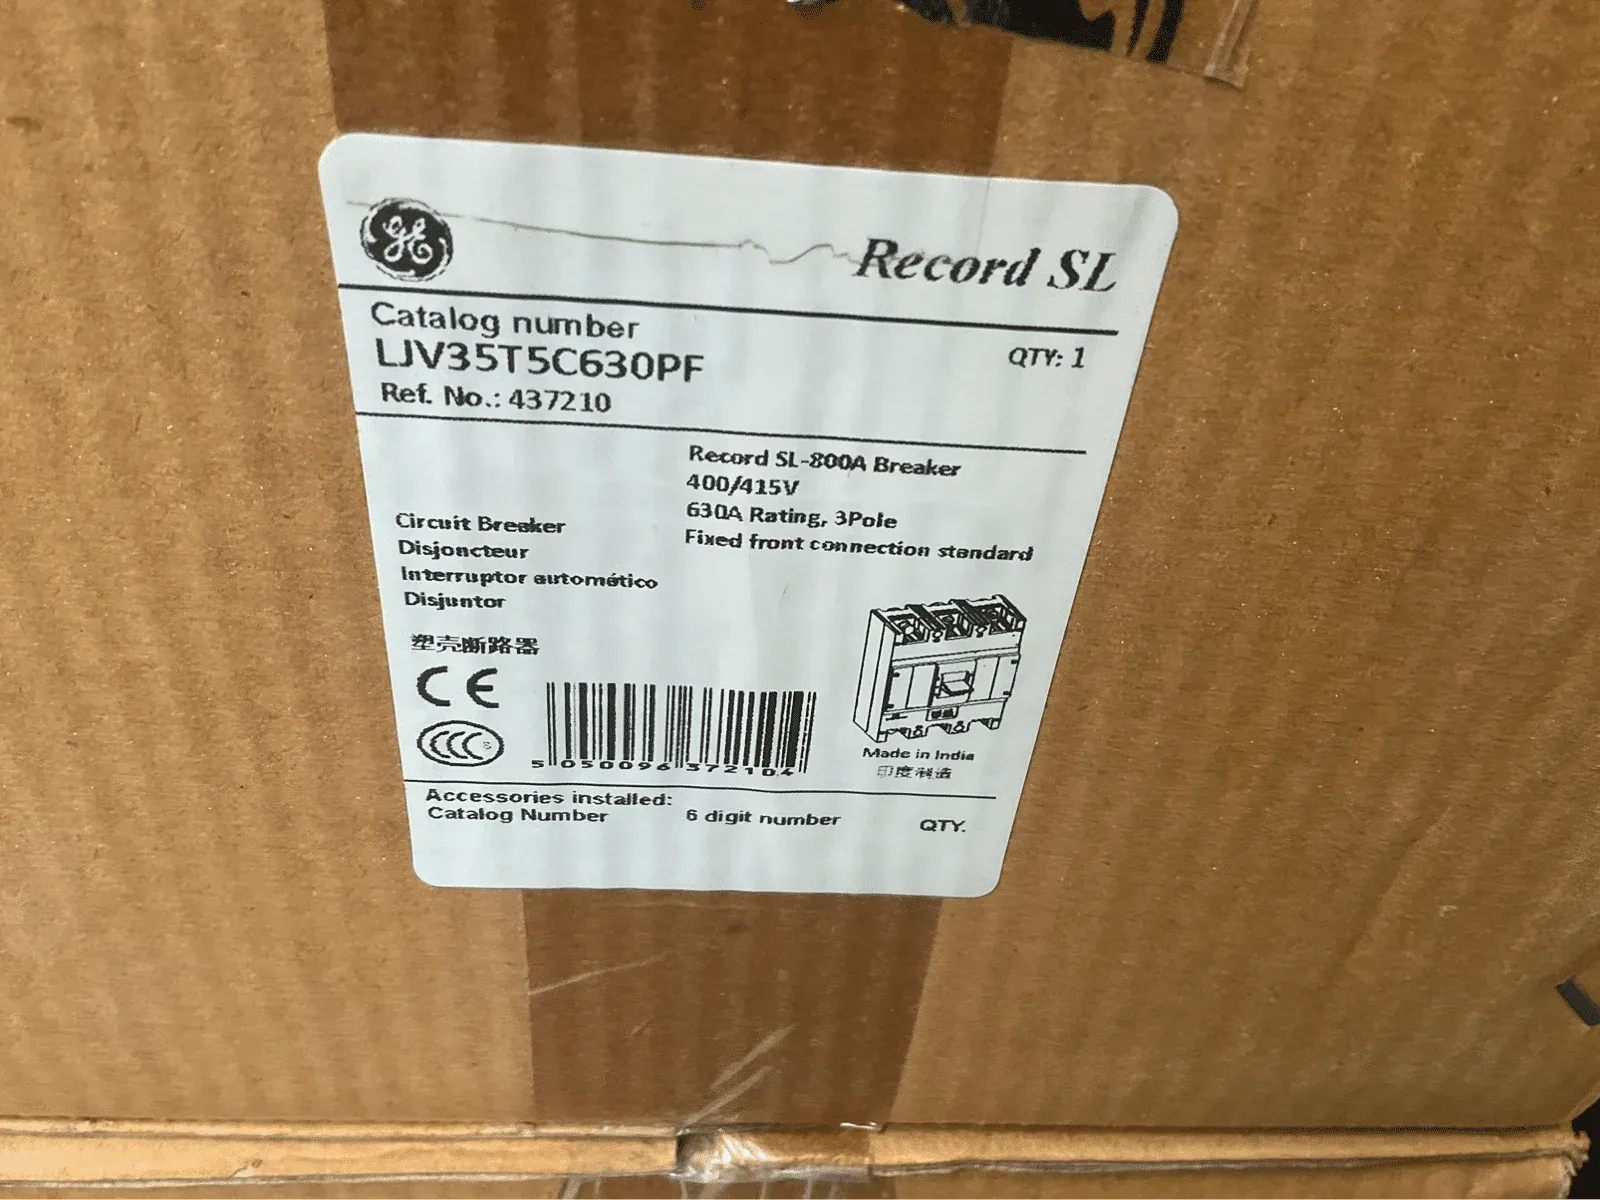 GE
Record SL
Catalog number
LJV35T5C630PF
QTY: 1
Ref. No.: 437210
Record SL-800A Breaker
400/415V
630A Rating, 3Pole
Fixed front connection standard
Circuit Breaker
Disjoncteur
Interruptor automático
Disjuntor
塑壳断路器
CE
CCC S
5 050096 372104
Made in India
印度制造
Accessories installed:
Catalog Number 6 digit number QTY.